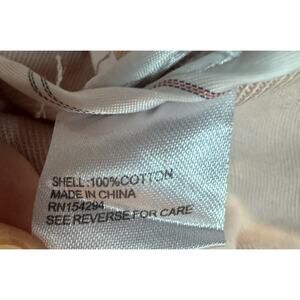 SHELL:100%COTTON
MADE IN CHINA
RN154294
SEE REVERSE FOR CARE